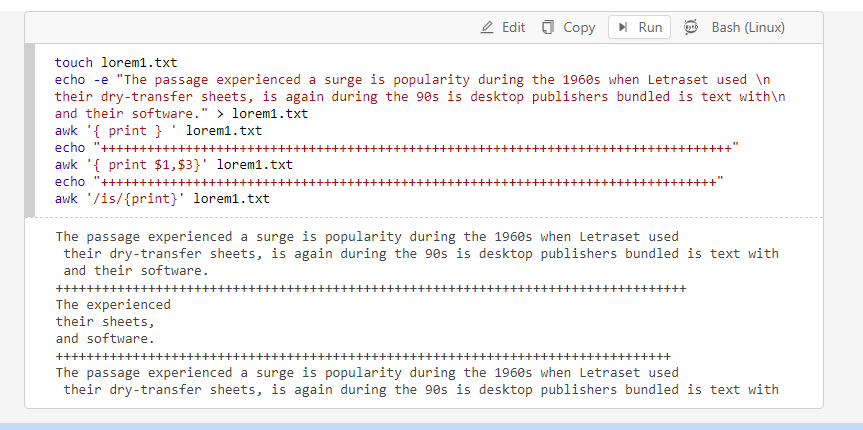 Edit Copy Run Bash (Linux)
touch lorem1.txt
echo -e "The passage experienced a surge is popularity during the 1960s when Letraset used \n
their dry-transfer sheets, is again during the 90s is desktop publishers bundled is text with\n
and their software." > lorem1.txt
awk '{ print } ' lorem1.txt
echo "++++++++++++++++++++++++++++++++++++++++++++++++++++++++++++++++++++++++++++++++++"
awk '{ print $1,$3}' lorem1.txt
echo "++++++++++++++++++++++++++++++++++++++++++++++++++++++++++++++++++++++++++++++++"
awk '/is/{print}' lorem1.txt
The passage experienced a surge is popularity during the 1960s when Letraset used
 their dry-transfer sheets, is again during the 90s is desktop publishers bundled is text with
 and their software.
++++++++++++++++++++++++++++++++++++++++++++++++++++++++++++++++++++++++++++++++++
The experienced
their sheets,
and software.
++++++++++++++++++++++++++++++++++++++++++++++++++++++++++++++++++++++++++++++++
The passage experienced a surge is popularity during the 1960s when Letraset used
 their dry-transfer sheets, is again during the 90s is desktop publishers bundled is text with